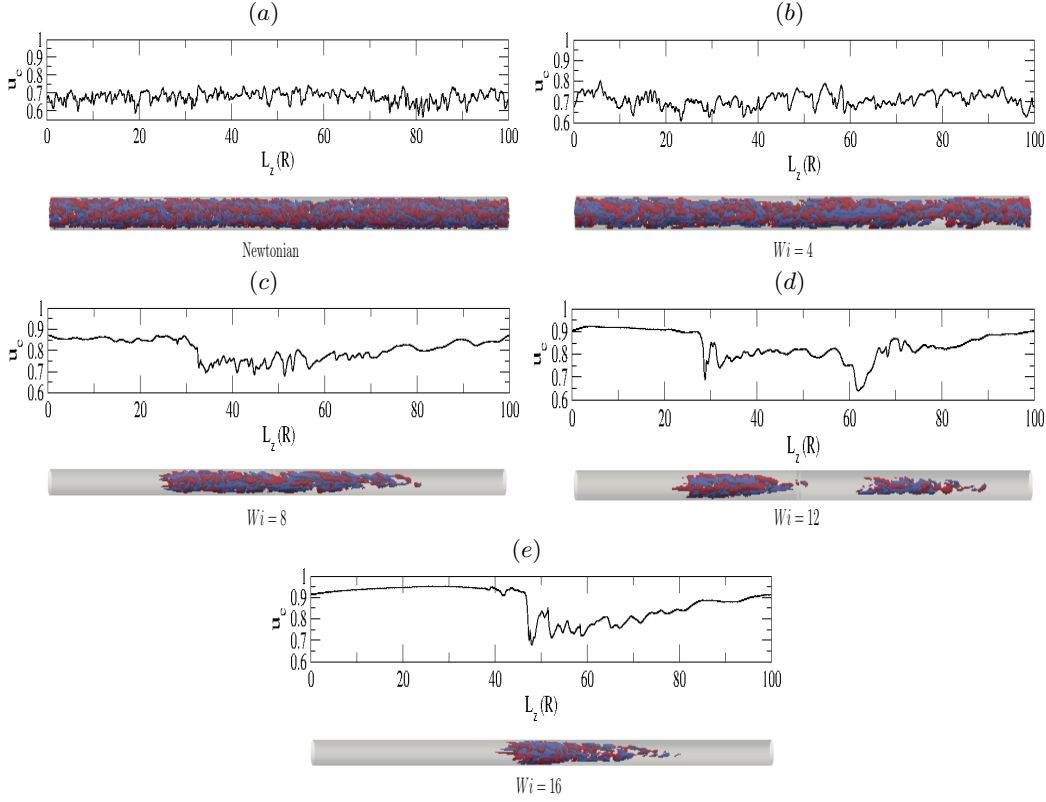 (a)
1
0.9
0.8
0.7
0.6
u_c
0 20 40 60 80 100
L_z (R)
Newtonian
(b)
1
0.9
0.8
0.7
0.6
u_c
0 20 40 60 80 100
L_z (R)
Wi = 4
(c)
1
0.9
0.8
0.7
0.6
u_c
0 20 40 60 80 100
L_z (R)
Wi = 8
(d)
1
0.9
0.8
0.7
0.6
u_c
0 20 40 60 80 100
L_z (R)
Wi = 12
(e)
1
0.9
0.8
0.7
0.6
u_c
0 20 40 60 80 100
L_z (R)
Wi = 16